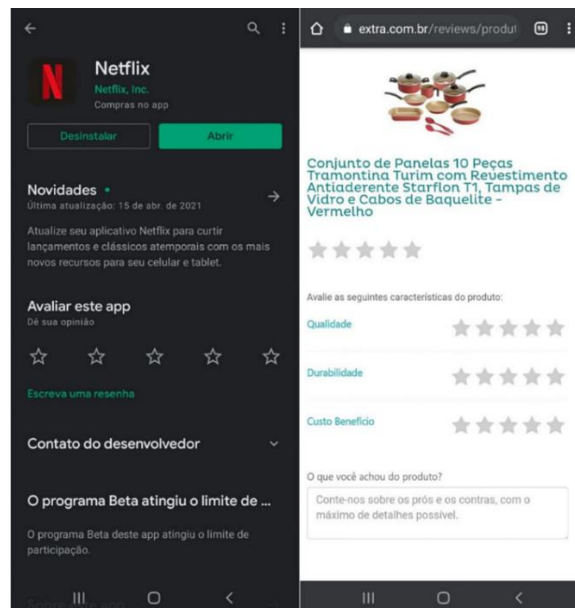 Netflix
Netflix, Inc.
Compras no app
Desinstalar
Abrir
Novidades
Última atualização: 15 de abr. de 2021
Atualize seu aplicativo Netflix para curtir
lançamentos e clássicos atemporais com os mais
novos recursos para seu celular e tablet.
Avaliar este app
Dê sua opinião
Escreva uma resenha
Contato do desenvolvedor
O programa Beta atingiu o limite de ...
O programa Beta deste app atingiu o limite de
participação.
Sobre este app
extra.com.br/reviews/produt
Conjunto de Panelas 10 Peças
Tramontina Turim com Revestimento
Antiaderente Starflon T1, Tampas de
Vidro e Cabos de Baquelite -
Vermelho
Avalie as seguintes características do produto:
Qualidade
Durabilidade
Custo Benefício
O que você achou do produto?
Conte-nos sobre os prós e os contras, com o
máximo de detalhes possível.